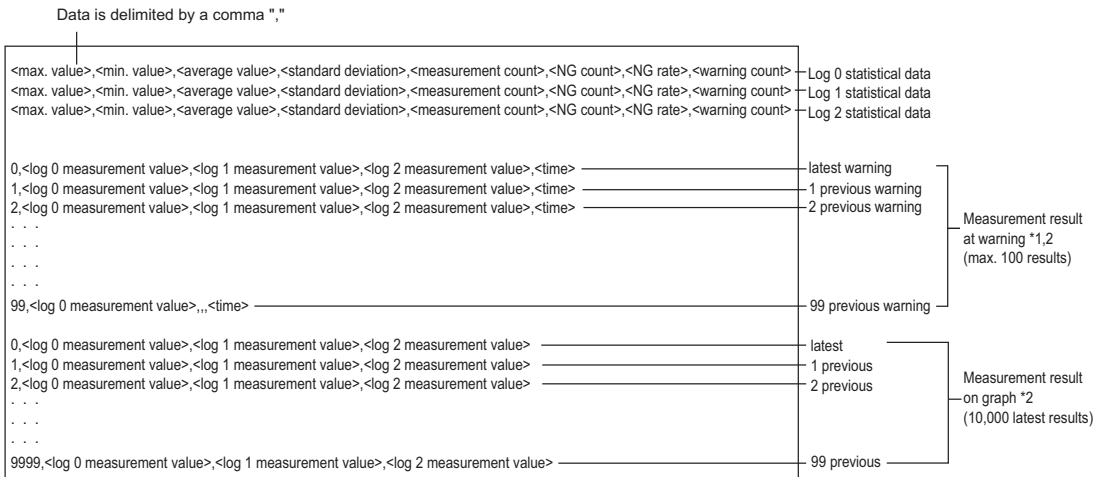 Data is delimited by a comma ","
<max. value>,<min. value>,<average value>,<standard deviation>,<measurement count>,<NG count>,<NG rate>,<warning count> Log 0 statistical data
<max. value>,<min. value>,<average value>,<standard deviation>,<measurement count>,<NG count>,<NG rate>,<warning count> Log 1 statistical data
<max. value>,<min. value>,<average value>,<standard deviation>,<measurement count>,<NG count>,<NG rate>,<warning count> Log 2 statistical data
0,<log 0 measurement value>,<log 1 measurement value>,<log 2 measurement value>,<time> latest warning
1,<log 0 measurement value>,<log 1 measurement value>,<log 2 measurement value>,<time> 1 previous warning
2,<log 0 measurement value>,<log 1 measurement value>,<log 2 measurement value>,<time> 2 previous warning
. . .
. . .
. . .
. . .
99,<log 0 measurement value>,,,<time> 99 previous warning
Measurement result
at warning *1,2
(max. 100 results)
0,<log 0 measurement value>,<log 1 measurement value>,<log 2 measurement value> latest
1,<log 0 measurement value>,<log 1 measurement value>,<log 2 measurement value> 1 previous
2,<log 0 measurement value>,<log 1 measurement value>,<log 2 measurement value> 2 previous
. . .
. . .
. . .
9999,<log 0 measurement value>,<log 1 measurement value>,<log 2 measurement value> 99 previous
Measurement result
on graph *2
(10,000 latest results)